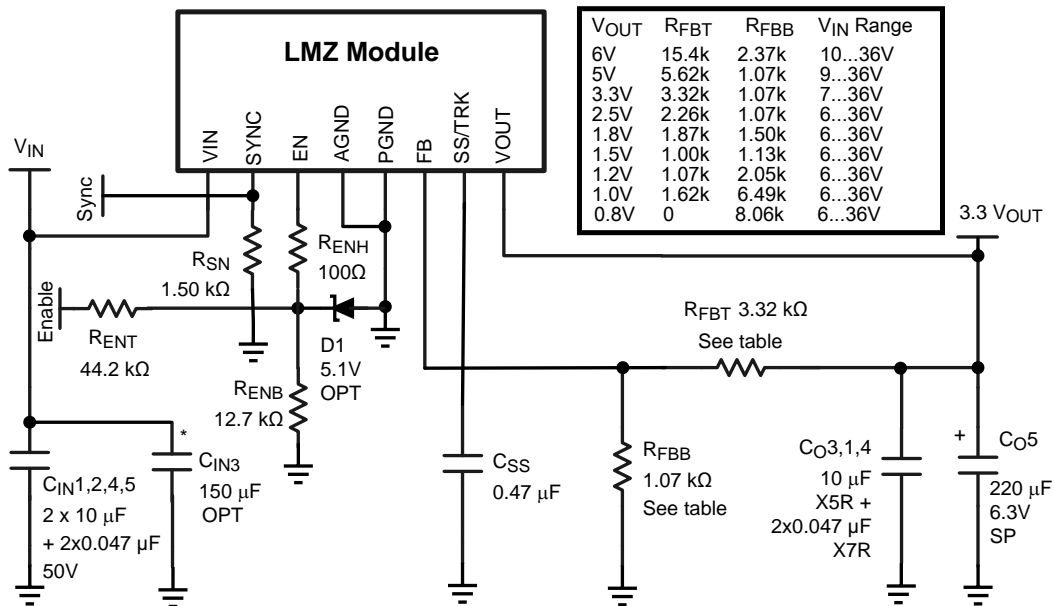 LMZ Module
VIN
SYNC
EN
AGND
PGND
FB
SS/TRK
VOUT
VOUT RFBT RFBB VIN Range
6V 15.4k 2.37k 10...36V
5V 5.62k 1.07k 9...36V
3.3V 3.32k 1.07k 7...36V
2.5V 2.26k 1.07k 6...36V
1.8V 1.87k 1.50k 6...36V
1.5V 1.00k 1.13k 6...36V
1.2V 1.07k 2.05k 6...36V
1.0V 1.62k 6.49k 6...36V
0.8V 0 8.06k 6...36V
VIN
Sync
3.3 VOUT
RSN
1.50 kΩ
RENH
100Ω
Enable
RENT
44.2 kΩ
D1
5.1V
OPT
RENB
12.7 kΩ
RFBT 3.32 kΩ
See table
*
CIN1,2,4,5
2 x 10 μF
+ 2x0.047 μF
50V
CIN3
150 μF
OPT
CSS
0.47 μF
RFBB
1.07 kΩ
See table
CO3,1,4
10 μF
X5R +
2x0.047 μF
X7R
+
CO5
220 μF
6.3V
SP